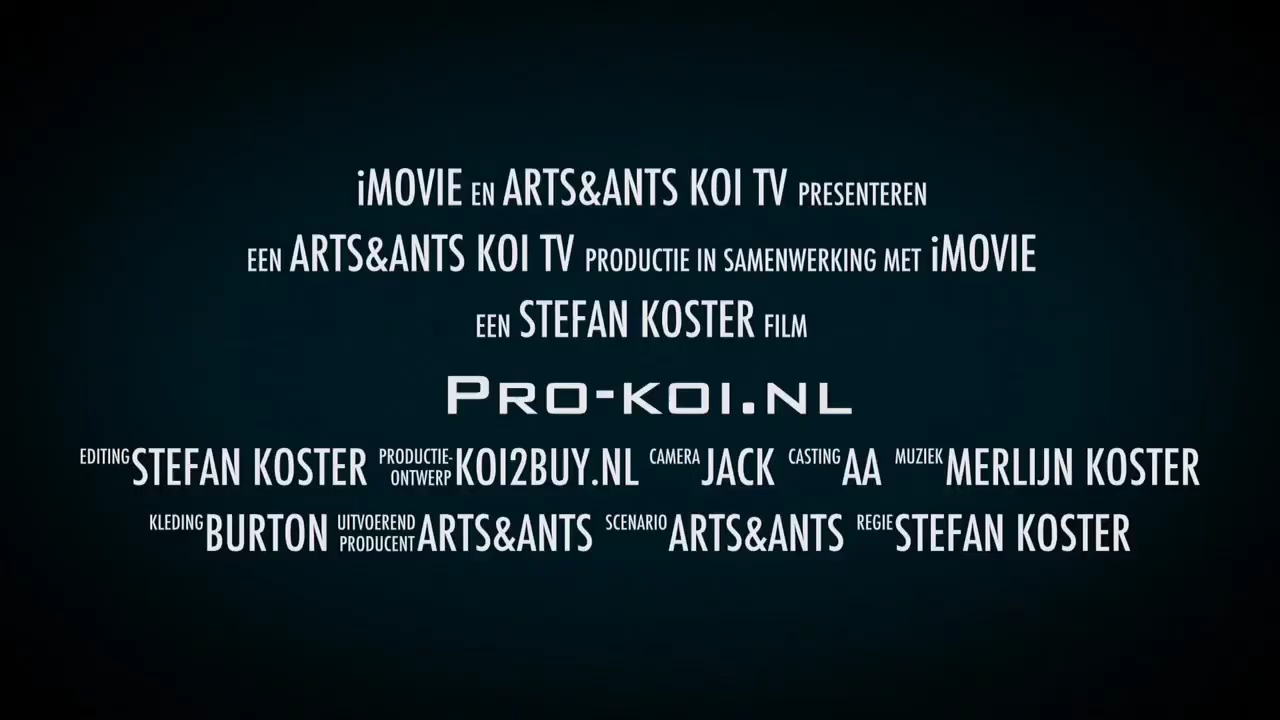 iMOVIE EN ARTS&ANTS KOI TV PRESENTEREN
EEN ARTS&ANTS KOI TV PRODUCTIE IN SAMENWERKING MET iMOVIE
EEN STEFAN KOSTER FILM
PRO-KOI.NL
EDITING STEFAN KOSTER PRODUCTIE-ONTWERP KOI2BUY.NL CAMERA JACK CASTING AA MUZIEK MERLIJN KOSTER
KLEDING BURTON UITVOEREND PRODUCENT ARTS&ANTS SCENARIO ARTS&ANTS REGIE STEFAN KOSTER